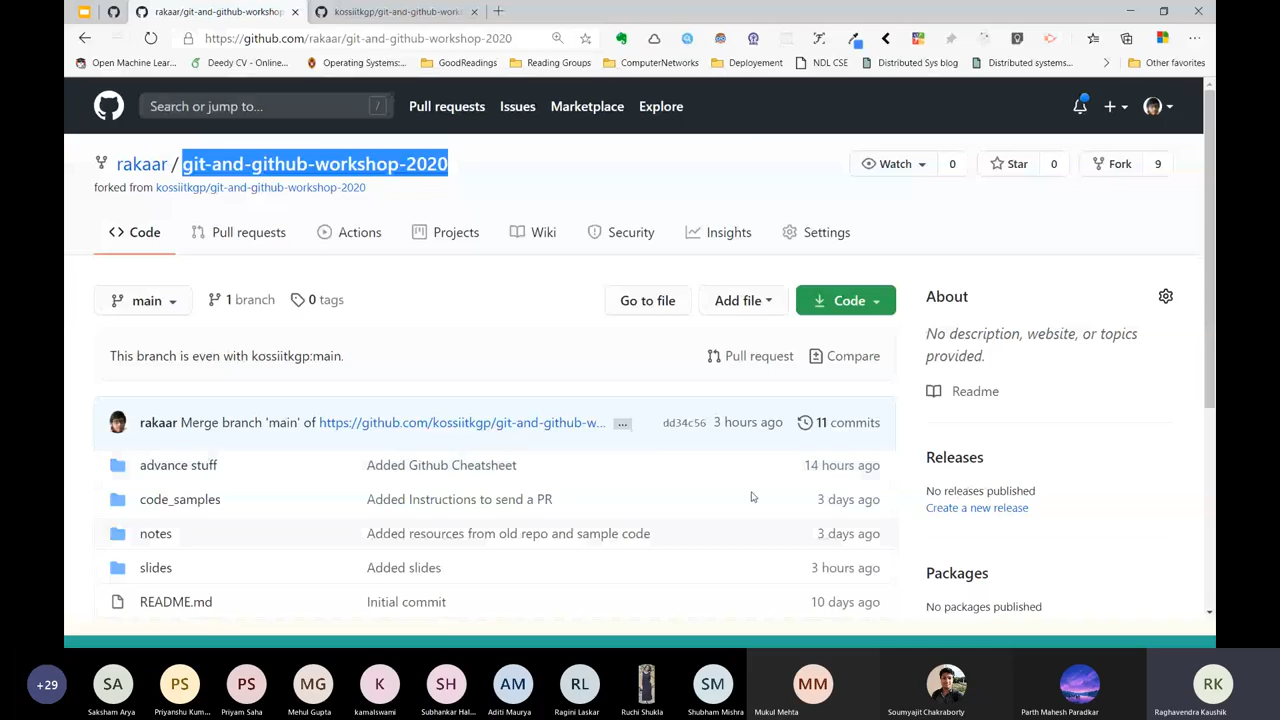 rakaar/git-and-github-workshop
kossiitkgp/git-and-github-work
https://github.com/rakaar/git-and-github-workshop-2020
Open Machine Lear...
Deedy CV - Online...
Operating Systems:...
GoodReadings
Reading Groups
ComputerNetworks
Deployement
NDL CSE
Distributed Sys blog
Distributed systems...
Other favorites
Search or jump to...
/
Pull requests
Issues
Marketplace
Explore
rakaar / git-and-github-workshop-2020
Watch 0
Star 0
Fork 9
forked from kossiitkgp/git-and-github-workshop-2020
Code
Pull requests
Actions
Projects
Wiki
Security
Insights
Settings
main
1 branch
0 tags
Go to file
Add file
Code
About
No description, website, or topics
provided.
Readme
This branch is even with kossiitkgp:main.
Pull request
Compare
rakaar Merge branch 'main' of https://github.com/kossiitkgp/git-and-github-w... ... dd34c56 3 hours ago 11 commits
advance stuff Added Github Cheatsheet 14 hours ago
code_samples Added Instructions to send a PR 3 days ago
notes Added resources from old repo and sample code 3 days ago
slides Added slides 3 hours ago
README.md Initial commit 10 days ago
Releases
No releases published
Create a new release
Packages
No packages published
+29
SA
PS
PS
MG
K
SH
AM
RL
SM
MM
RK
Saksham Arya
Priyanshu Kum...
Priyam Saha
Mehul Gupta
kamalswami
Subhankar Hal...
Aditi Maurya
Ragini Laskar
Ruchi Shukla
Shubham Mishra
Mukul Mehta
Soumyajit Chakraborty
Parth Mahesh Paradkar
Raghavendra Kaushik